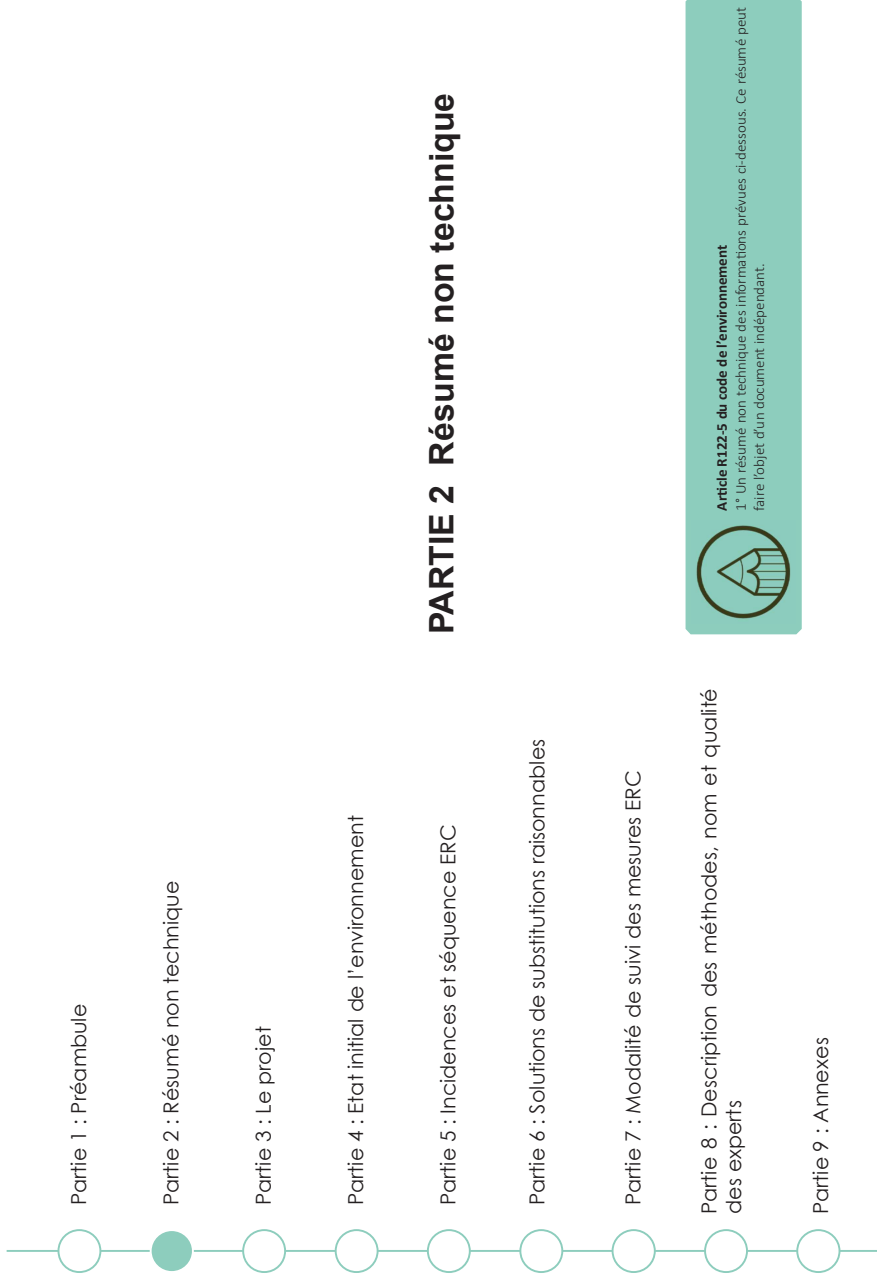 Partie 1 : Préambule
Partie 2 : Résumé non technique
Partie 3 : Le projet
Partie 4 : Etat initial de l'environnement
Partie 5 : Incidences et séquence ERC
Partie 6 : Solutions de substitutions raisonnables
Partie 7 : Modalité de suivi des mesures ERC
Partie 8 : Description des méthodes, nom et qualité
des experts
Partie 9 : Annexes
PARTIE 2 Résumé non technique
Article R122-5 du code de l'environnement
1° Un résumé non technique des informations prévues ci-dessous. Ce résumé peut
faire l'objet d'un document indépendant.